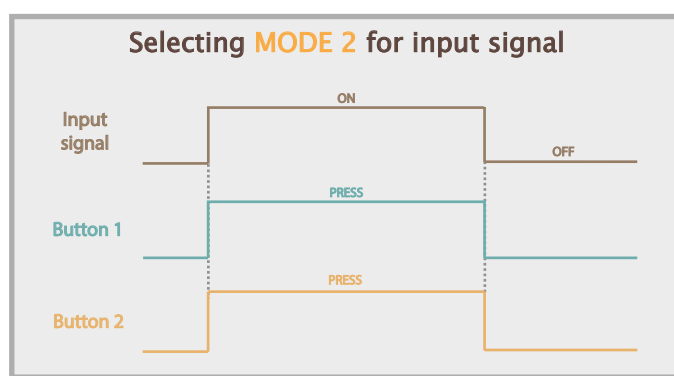 Selecting MODE 2 for input signal
ON
Input
signal
OFF
PRESS
Button 1
PRESS
Button 2